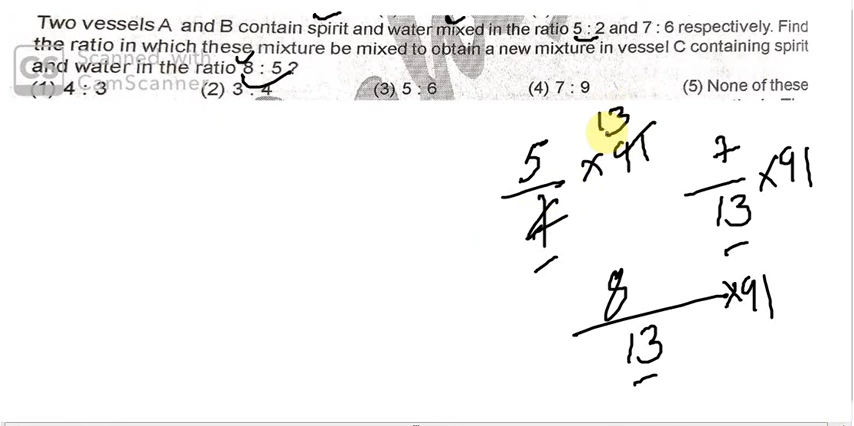 Two vessels A and B contain spirit and water mixed in the ratio 5 : 2 and 7 : 6 respectively. Find
the ratio in which these mixture be mixed to obtain a new mixture in vessel C containing spirit
and water in the ratio 8 : 5 ?
CS Scanned with
CamScanner
(1) 4 : 3 (2) 3 : 4 (3) 5 : 6 (4) 7 : 9 (5) None of these
13
5 × 91 7 × 91
7 13
8 × 91
13